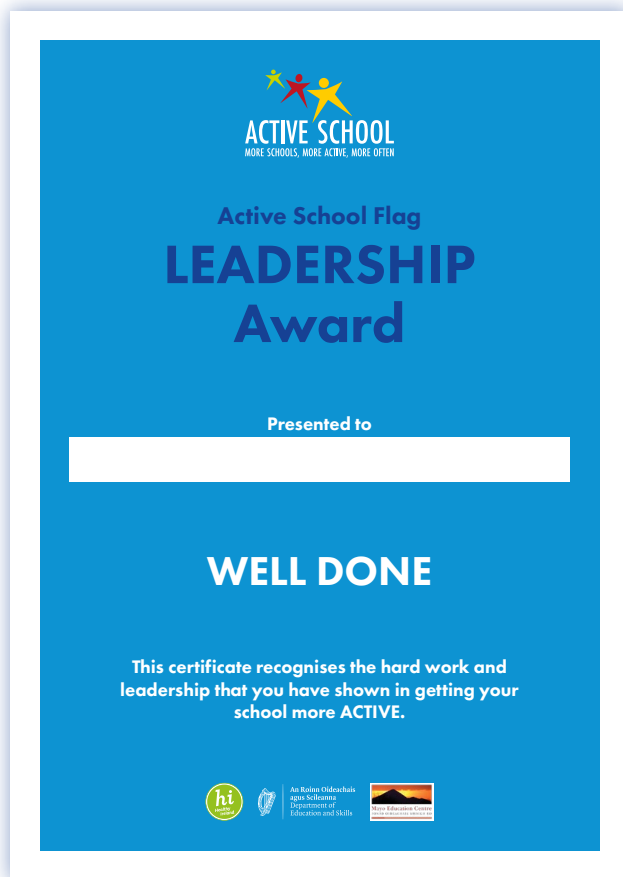 ACTIVE SCHOOL
MORE SCHOOLS, MORE ACTIVE, MORE OFTEN
Active School Flag
LEADERSHIP
Award
Presented to
WELL DONE
This certificate recognises the hard work and
leadership that you have shown in getting your
school more ACTIVE.
hi
Healthy
Ireland
An Roinn Oideachais
agus Scileanna
Department of
Education and Skills
Mayo Education Centre